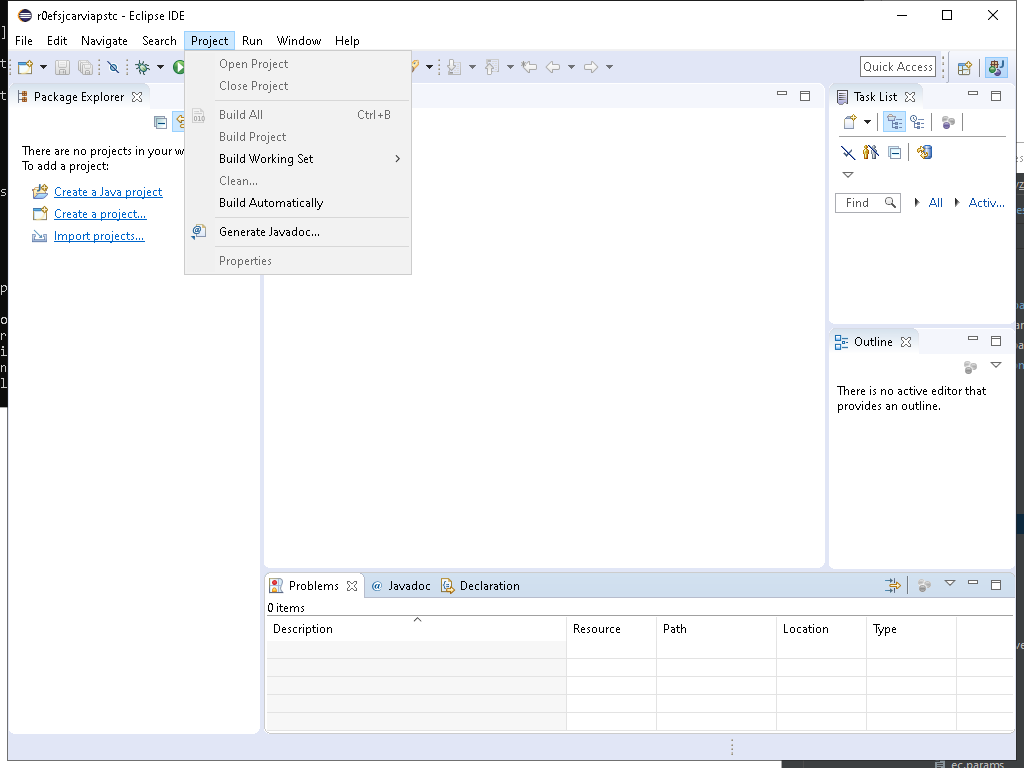 r0efsjcarviapstc - Eclipse IDE
File Edit Navigate Search Project Run Window Help
Quick Access
Open Project
Close Project
Build All Ctrl+B
Build Project
Build Working Set
Clean...
Build Automatically
Generate Javadoc...
Properties
Package Explorer
There are no projects in your w
To add a project:
Create a Java project
Create a project...
Import projects...
Task List
Find All Activ...
Outline
There is no active editor that
provides an outline.
Problems @ Javadoc Declaration
0 items
Description Resource Path Location Type
ec.params